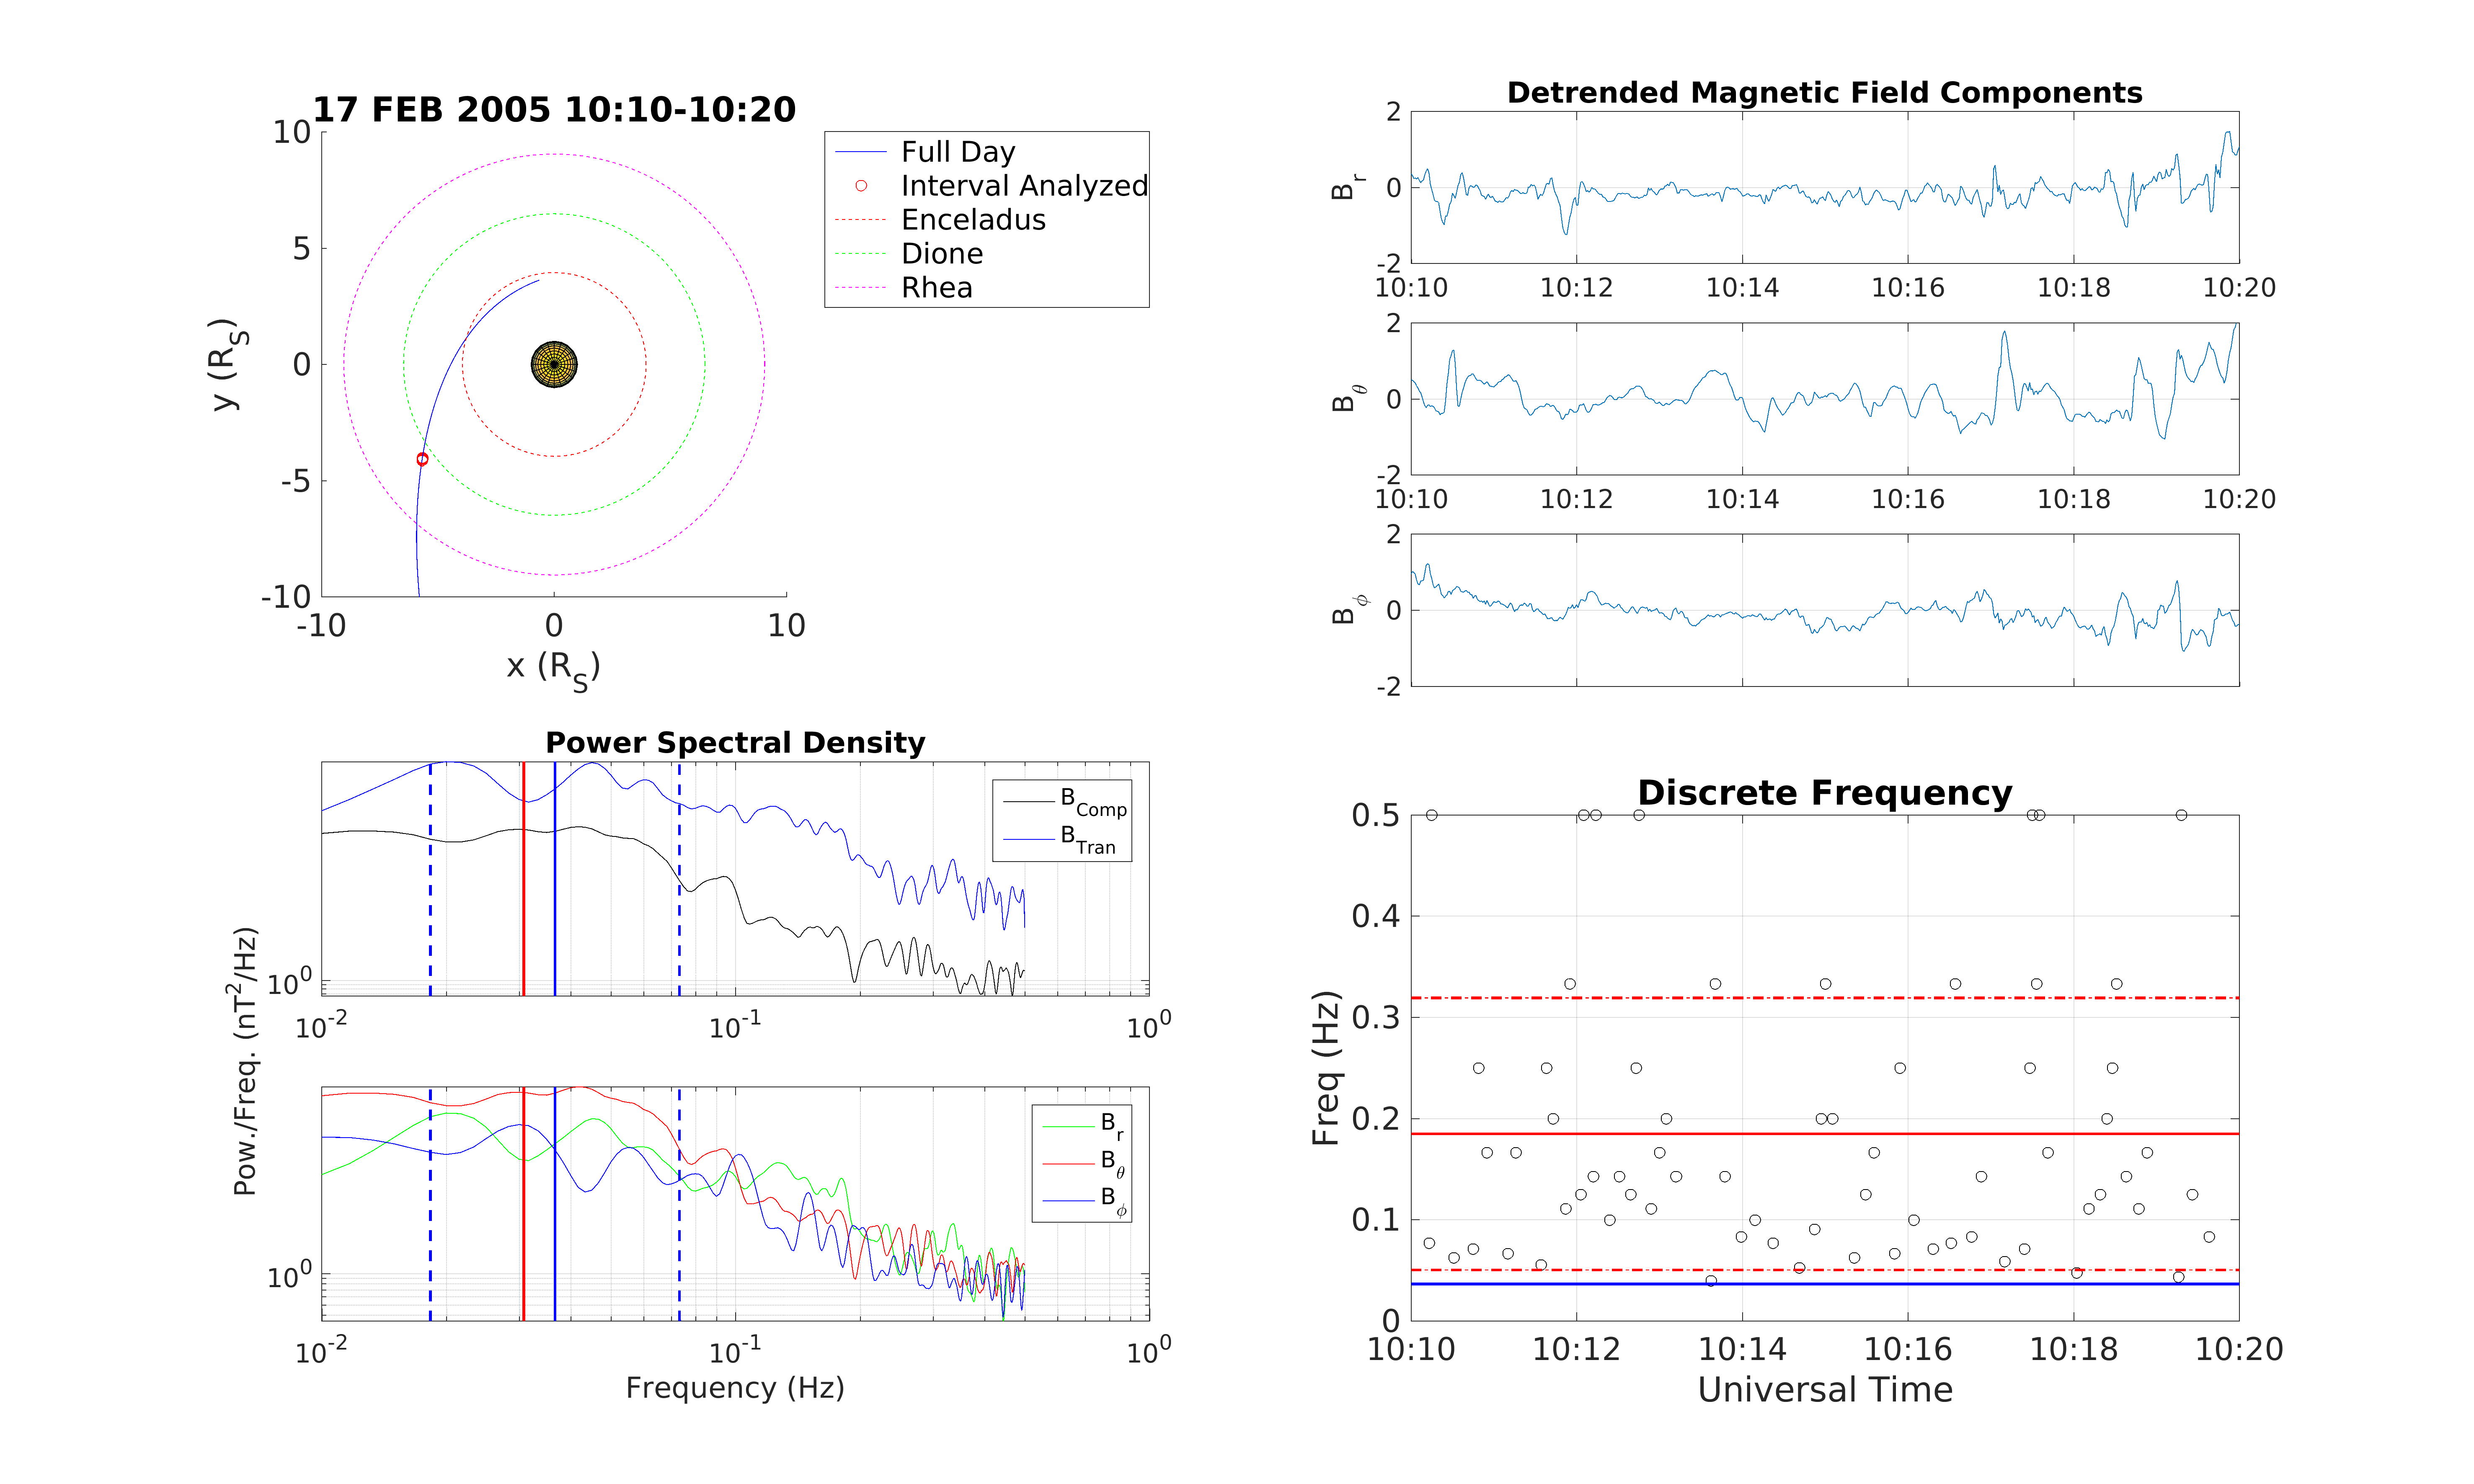 17 FEB 2005 10:10-10:20
10
5
0
-5
-10
-10 0 10
y (R_S)
x (R_S)
Full Day
Interval Analyzed
Enceladus
Dione
Rhea
Detrended Magnetic Field Components
2
0
-2
B_r
10:10 10:12 10:14 10:16 10:18 10:20
2
0
-2
B_θ
10:10 10:12 10:14 10:16 10:18 10:20
2
0
-2
B_ϕ
Power Spectral Density
B_Comp
B_Tran
10^0
10^-2 10^-1 10^0
Pow./Freq. (nT^2/Hz)
B_r
B_θ
B_ϕ
10^0
10^-2 10^-1 10^0
Frequency (Hz)
Discrete Frequency
0.5
0.4
0.3
0.2
0.1
0
Freq (Hz)
10:10 10:12 10:14 10:16 10:18 10:20
Universal Time